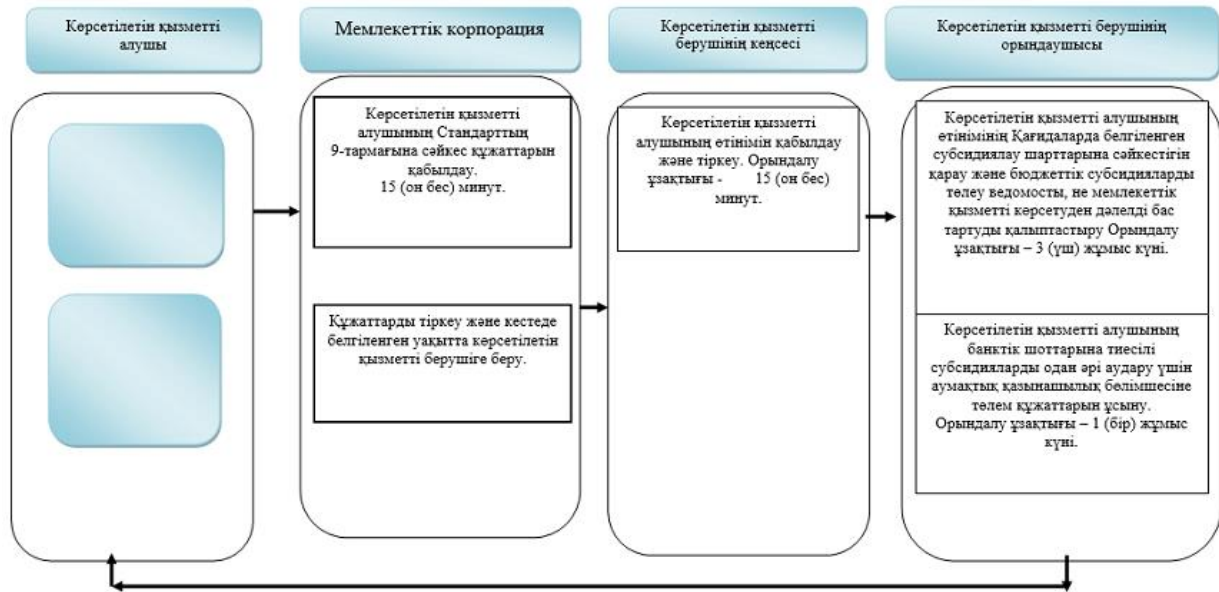 Көрсетілетін қызметті
алушы
Мемлекеттік корпорация
Көрсетілетін қызметті
берушінің кеңсесі
Көрсетілетін қызметті берушінің
орындаушысы
Көрсетілетін қызметті
алушының Стандарттың
9-тармағына сәйкес құжаттарын
қабылдау.
15 (он бес) минут.
Құжаттарды тіркеу және кестеде
белгіленген уақытта көрсетілетін
қызметті берушіге беру.
Көрсетілетін қызметті
алушының өтінімін қабылдау
және тіркеу. Орындалу
ұзақтығы - 15 (он бес)
минут.
Көрсетілетін қызметті алушының
өтінімінің Қағидаларда белгіленген
субсидиялау шарттарына сәйкестігін
қарау және бюджеттік субсидияларды
төлеу ведомосты, не мемлекеттік
қызметті көрсетуден дәлелді бас
тартуды қалыптастыру Орындалу
ұзақтығы – 3 (үш) жұмыс күні.
Көрсетілетін қызметті алушының
банктік шоттарына тиесілі
субсидияларды одан әрі аудару үшін
аумақтық қазынашылық бөлімшесіне
төлем құжаттарын ұсыну.
Орындалу ұзақтығы – 1 (бір) жұмыс
күні.